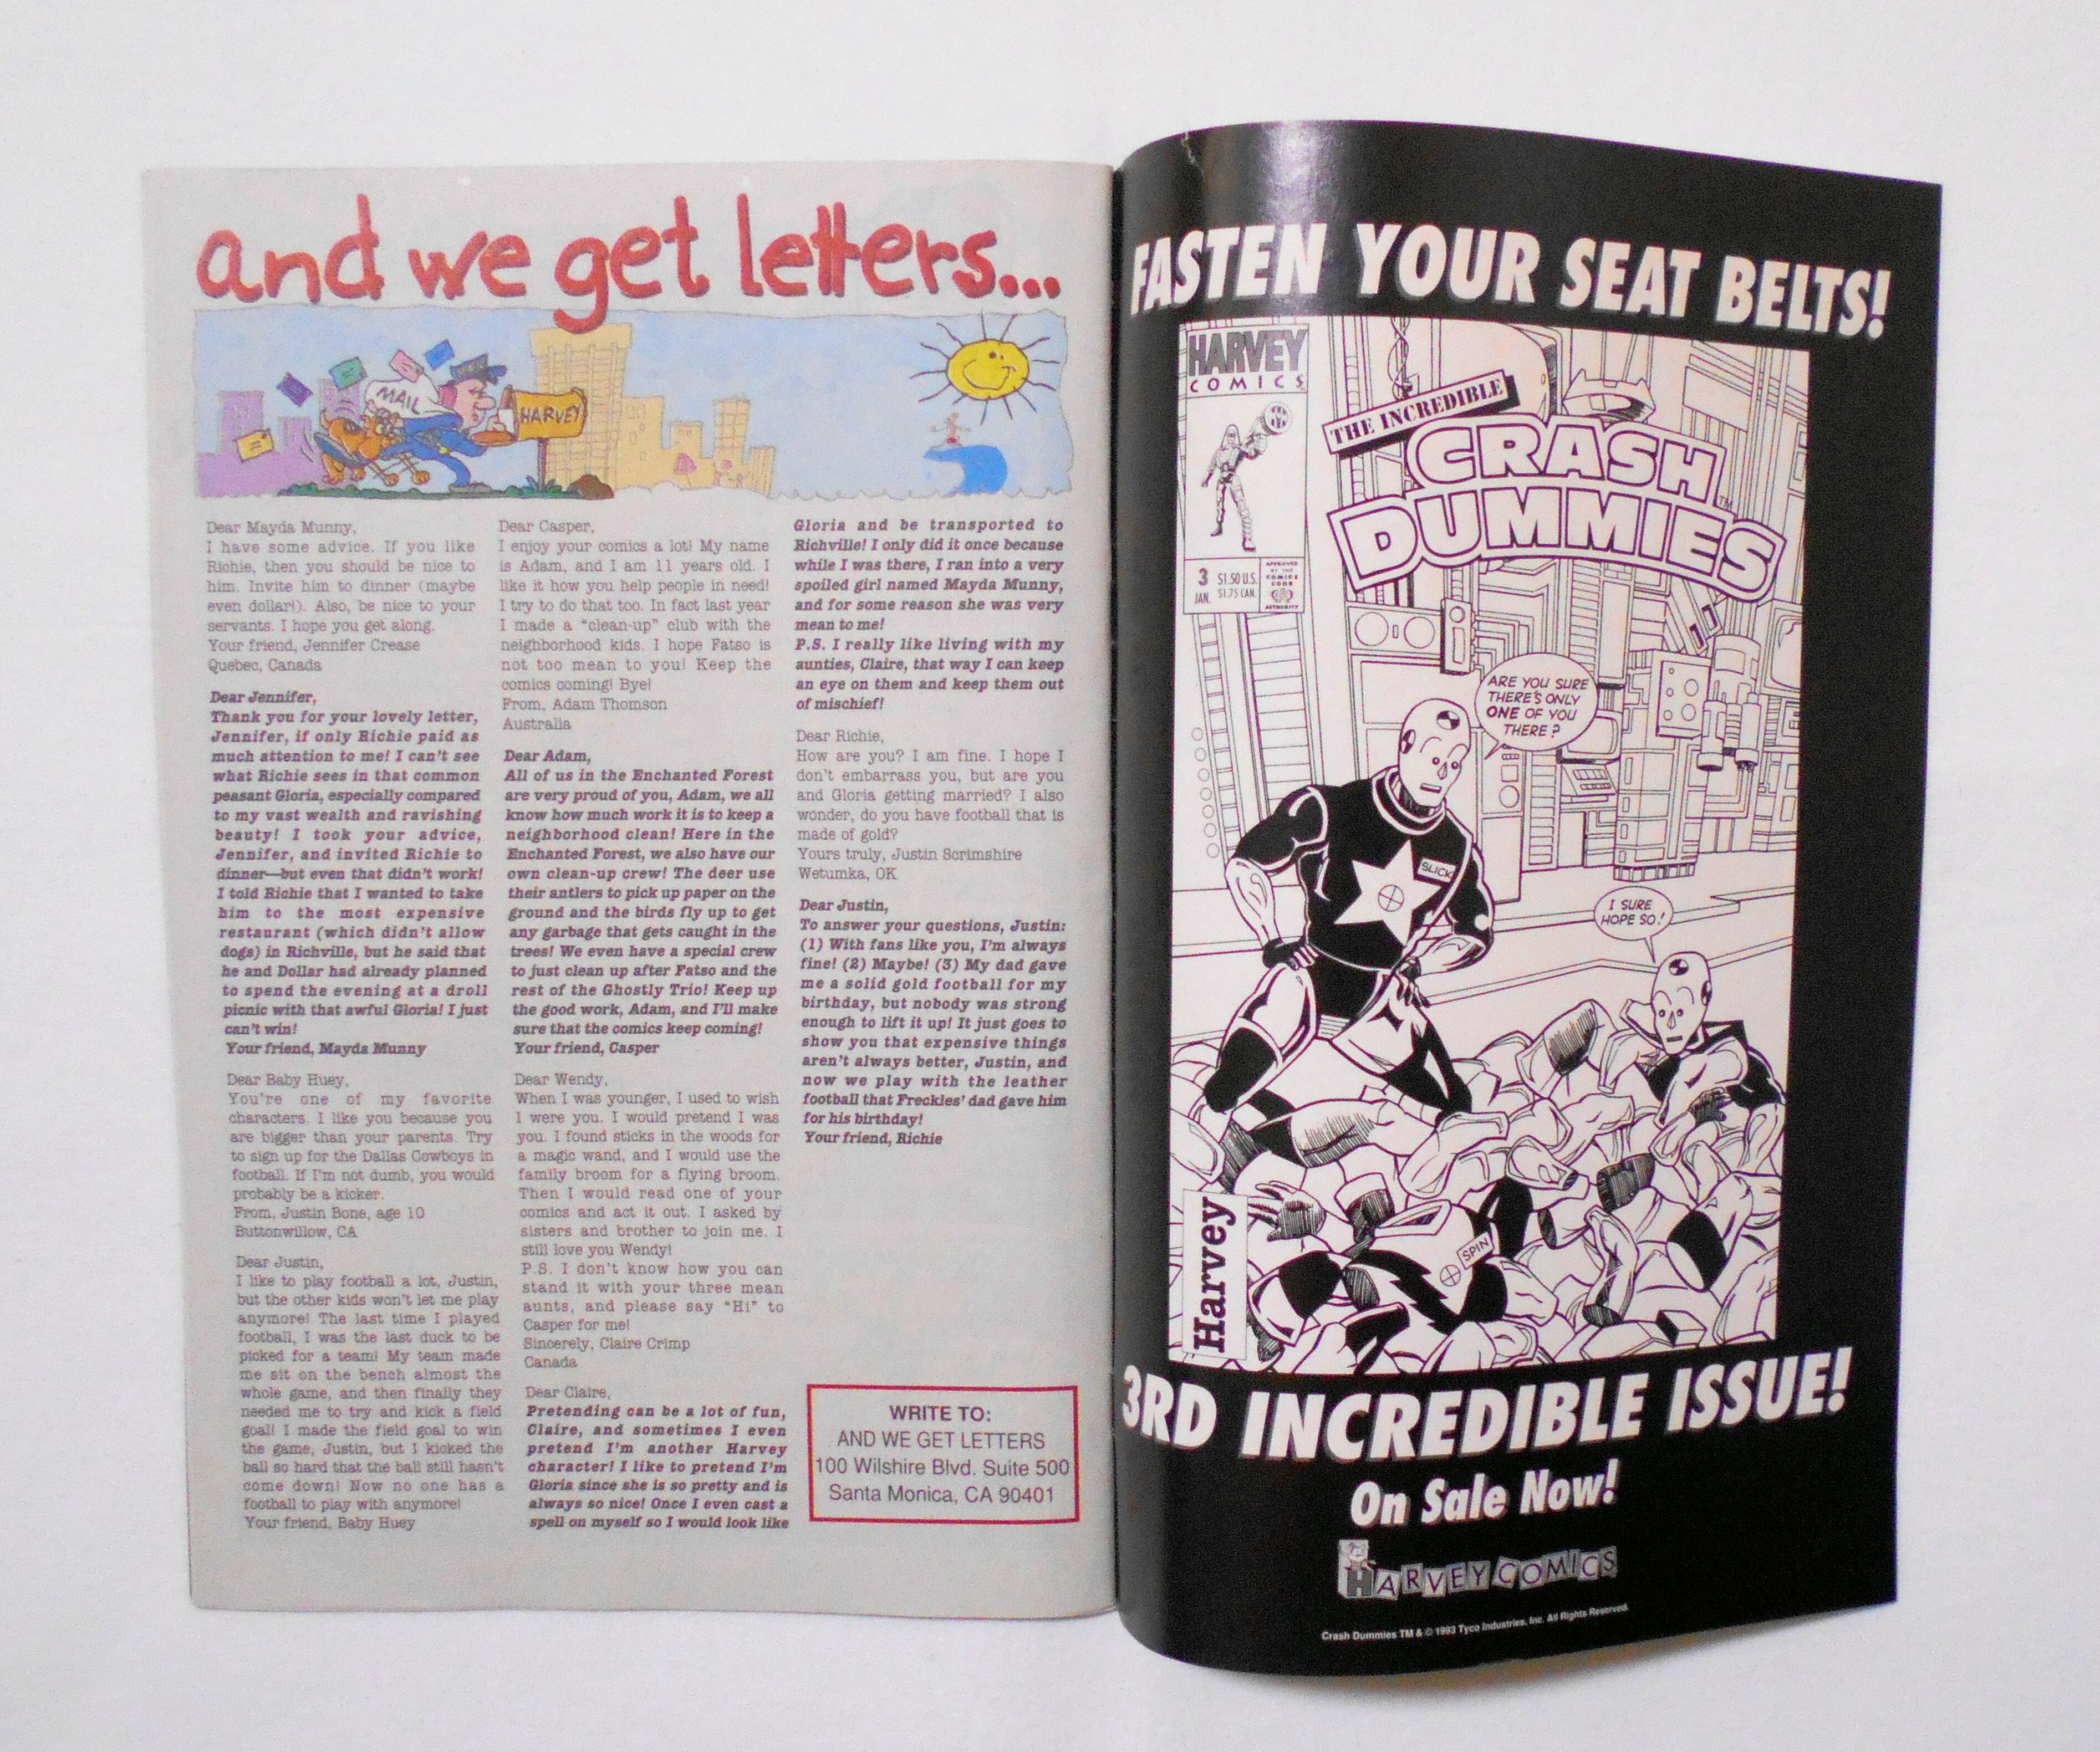 and we get letters...
MAIL
HARVEY
Dear Mayda Munny,
I have some advice. If you like
Richie, then you should be nice to
him. Invite him to dinner (maybe
even dollar!). Also, be nice to your
servants. I hope you get along.
Your friend, Jennifer Crease
Quebec, Canada
Dear Jennifer,
Thank you for your lovely letter,
Jennifer, if only Richie paid as
much attention to me! I can't see
what Richie sees in that common
peasant Gloria, especially compared
to my vast wealth and ravishing
beauty! I took your advice,
Jennifer, and invited Richie to
dinner—but even that didn't work!
I told Richie that I wanted to take
him to the most expensive
restaurant (which didn't allow
dogs) in Richville, but he said that
he and Dollar had already planned
to spend the evening at a droll
picnic with that awful Gloria! I just
can't win!
Your friend, Mayda Munny
Dear Baby Huey,
You're one of my favorite
characters. I like you because you
are bigger than your parents. Try
to sign up for the Dallas Cowboys in
football. If I'm not dumb, you would
probably be a kicker.
From, Justin Bone, age 10
Buttonwillow, CA
Dear Justin,
I like to play football a lot, Justin,
but the other kids won't let me play
anymore! The last time I played
football, I was the last duck to be
picked for a team! My team made
me sit on the bench almost the
whole game, and then finally they
needed me to try and kick a field
goal! I made the field goal to win
the game, Justin, but I kicked the
ball so hard that the ball still hasn't
come down! Now no one has a
football to play with anymore!
Your friend, Baby Huey
Dear Casper,
I enjoy your comics a lot! My name
is Adam, and I am 11 years old. I
like it how you help people in need!
I try to do that too. In fact last year
I made a "clean-up" club with the
neighborhood kids. I hope Fatso is
not too mean to you! Keep the
comics coming! Bye!
From, Adam Thomson
Australia
Dear Adam,
All of us in the Enchanted Forest
are very proud of you, Adam, we all
know how much work it is to keep a
neighborhood clean! Here in the
Enchanted Forest, we also have our
own clean-up crew! The deer use
their antlers to pick up paper on the
ground and the birds fly up to get
any garbage that gets caught in the
trees! We even have a special crew
to just clean up after Fatso and the
rest of the Ghostly Trio! Keep up
the good work, Adam, and I'll make
sure that the comics keep coming!
Your friend, Casper
Dear Wendy,
When I was younger, I used to wish
I were you. I would pretend I was
you. I found sticks in the woods for
a magic wand, and I would use the
family broom for a flying broom.
Then I would read one of your
comics and act it out. I asked by
sisters and brother to join me. I
still love you Wendy!
P.S. I don't know how you can
stand it with your three mean
aunts, and please say "Hi" to
Casper for me!
Sincerely, Claire Crimp
Canada
Dear Claire,
Pretending can be a lot of fun,
Claire, and sometimes I even
pretend I'm another Harvey
character! I like to pretend I'm
Gloria since she is so pretty and is
always so nice! Once I even cast a
spell on myself so I would look like
Gloria and be transported to
Richville! I only did it once because
while I was there, I ran into a very
spoiled girl named Mayda Munny,
and for some reason she was very
mean to me!
P.S. I really like living with my
aunties, Claire, that way I can keep
an eye on them and keep them out
of mischief!
Dear Richie,
How are you? I am fine. I hope I
don't embarrass you, but are you
and Gloria getting married? I also
wonder, do you have football that is
made of gold?
Yours truly, Justin Scrimshire
Wetumka, OK
Dear Justin,
To answer your questions, Justin:
(1) With fans like you, I'm always
fine! (2) Maybe! (3) My dad gave
me a solid gold football for my
birthday, but nobody was strong
enough to lift it up! It just goes to
show you that expensive things
aren't always better, Justin, and
now we play with the leather
football that Freckles' dad gave him
for his birthday!
Your friend, Richie
WRITE TO:
AND WE GET LETTERS
100 Wilshire Blvd. Suite 500
Santa Monica, CA 90401
FASTEN YOUR SEAT BELTS!
HARVEY
COMICS
THE INCREDIBLE
CRASH
DUMMIES™
3 $1.50 U.S.
JAN. $1.75 CAN.
APPROVED
BY THE
COMICS
CODE
AUTHORITY
ARE YOU SURE
THERE'S ONLY
ONE OF YOU
THERE?
SLICK
I SURE
HOPE SO!
SPIN
Harvey
3RD INCREDIBLE ISSUE!
On Sale Now!
HARVEY COMICS
Crash Dummies TM & © 1993 Tyco Industries, Inc. All Rights Reserved.